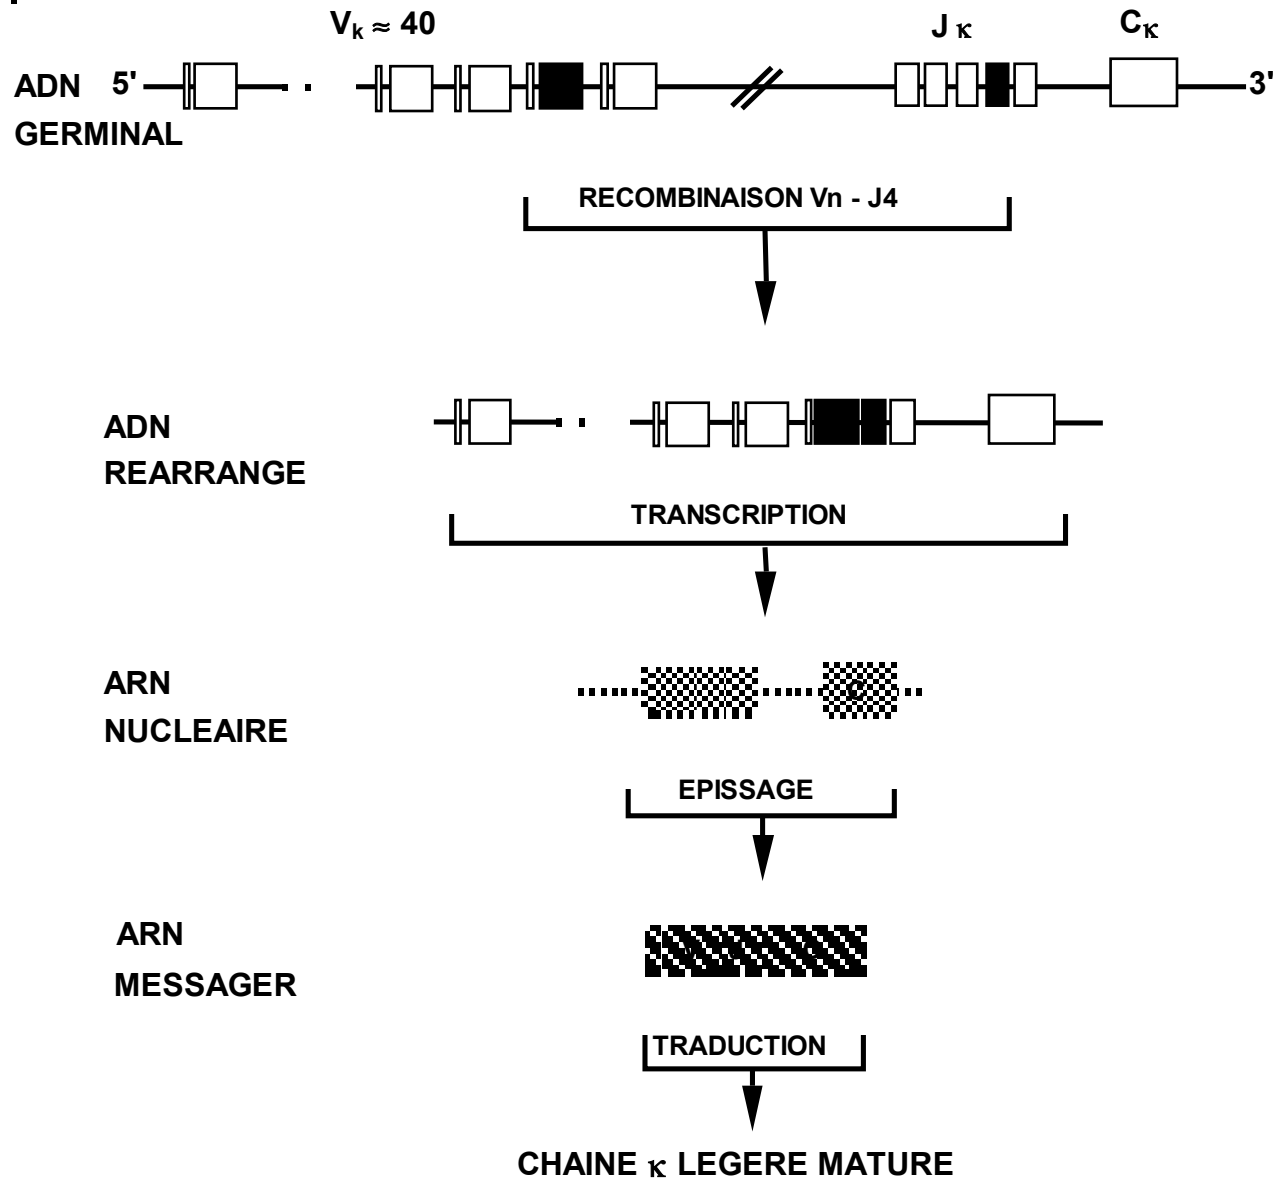 Vk ≈ 40
J κ
Cκ
ADN 5'
3'
GERMINAL
RECOMBINAISON Vn - J4
ADN
REARRANGE
TRANSCRIPTION
ARN
NUCLEAIRE
C
EPISSAGE
ARN
MESSAGER
TRADUCTION
CHAINE κ LEGERE MATURE